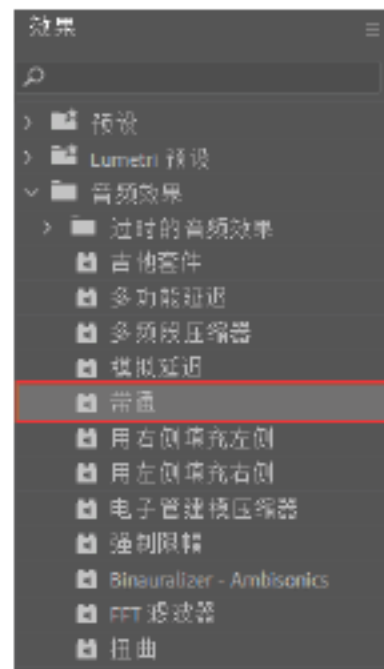 效果
预设
Lumetri 预设
音频效果
过时的音频效果
吉他套件
多功能延迟
多频段压缩器
模拟延迟
带通
用右侧填充左侧
用左侧填充右侧
电子管建模压缩器
强制限幅
Binauralizer - Ambisonics
FFT 滤波器
扭曲